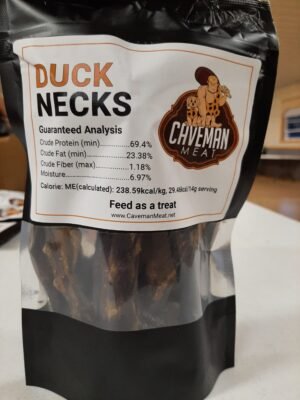 DUCK
NECKS
Guaranteed Analysis
Crude Protein (min)............69.4%
Crude Fat (min)..................23.38%
Crude Fiber (max)..............1.18%
Moisture............................6.97%
Calorie: ME(calculated): 238.59kcal/kg, 29.48kcal/14g serving
Feed as a treat
www.CavemanMeat.net
CAVEMAN
MEAT